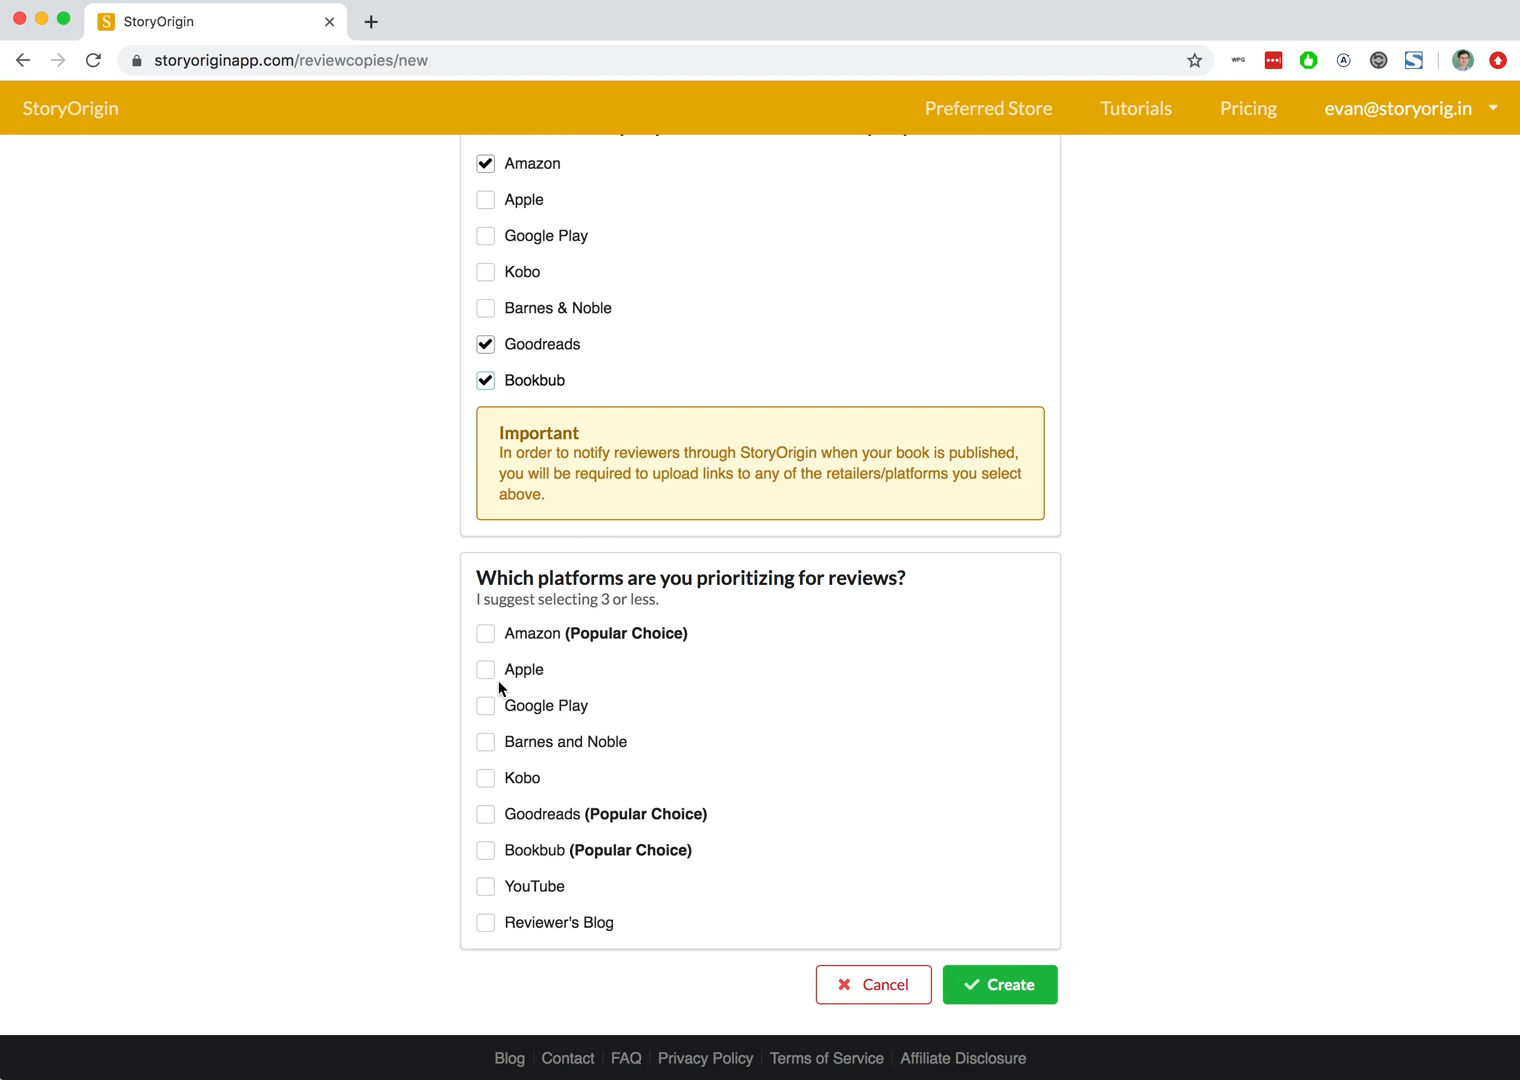 StoryOrigin
storyoriginapp.com/reviewcopies/new
StoryOrigin
Preferred Store
Tutorials
Pricing
evan@storyorig.in
Amazon
Apple
Google Play
Kobo
Barnes & Noble
Goodreads
Bookbub
Important
In order to notify reviewers through StoryOrigin when your book is published,
you will be required to upload links to any of the retailers/platforms you select
above.
Which platforms are you prioritizing for reviews?
I suggest selecting 3 or less.
Amazon (Popular Choice)
Apple
Google Play
Barnes and Noble
Kobo
Goodreads (Popular Choice)
Bookbub (Popular Choice)
YouTube
Reviewer's Blog
Cancel
Create
Blog
Contact
FAQ
Privacy Policy
Terms of Service
Affiliate Disclosure